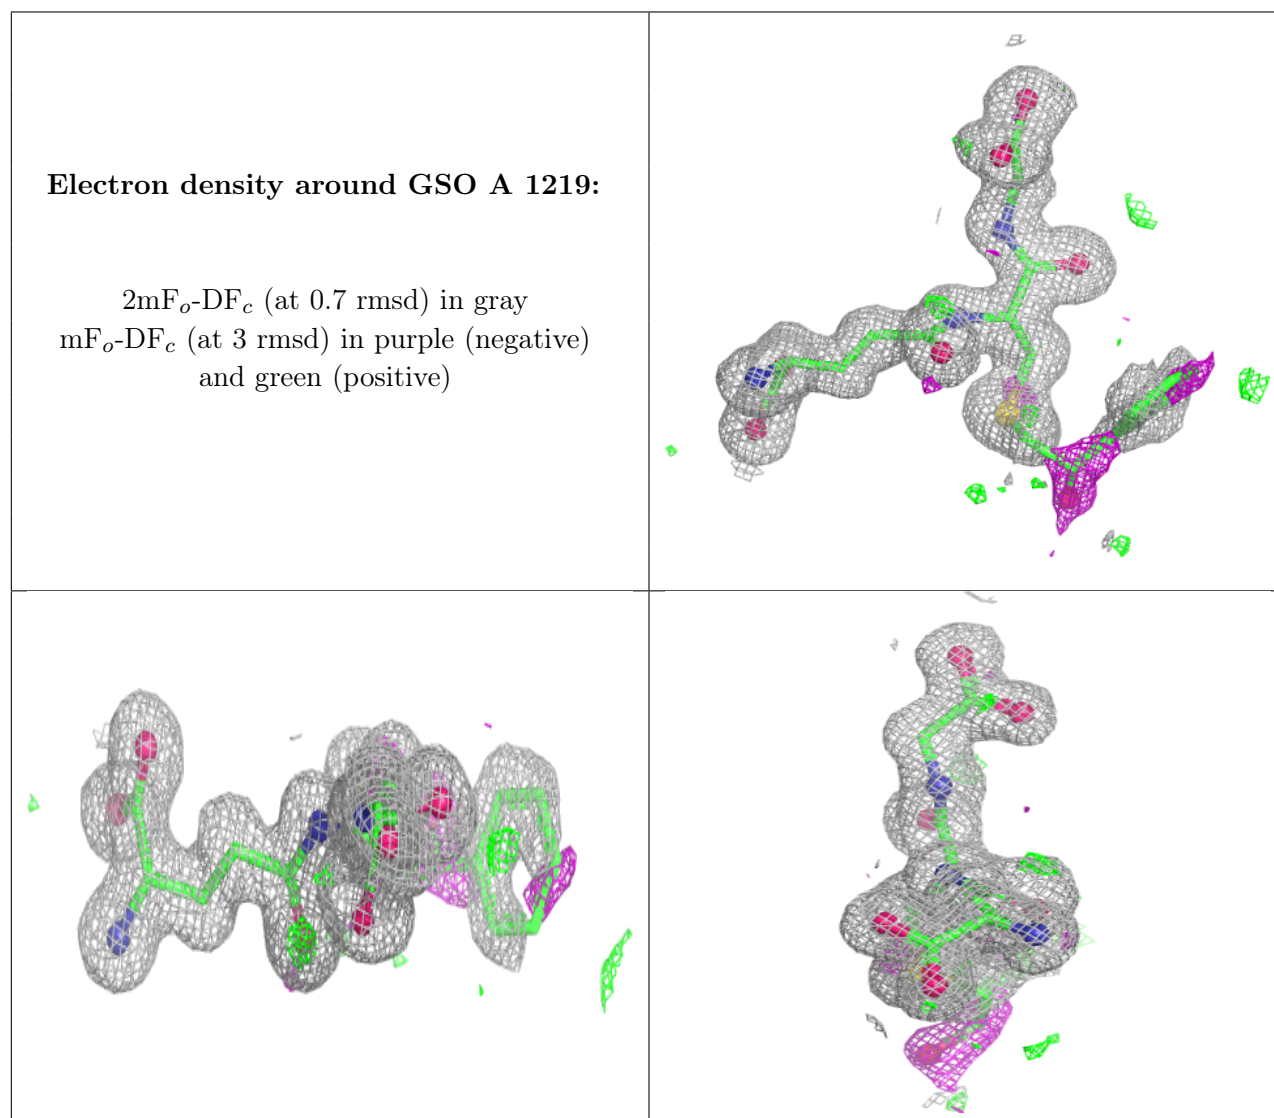 Electron density around GSO A 1219:
2mFo-DFc (at 0.7 rmsd) in gray
mFo-DFc (at 3 rmsd) in purple (negative)
and green (positive)